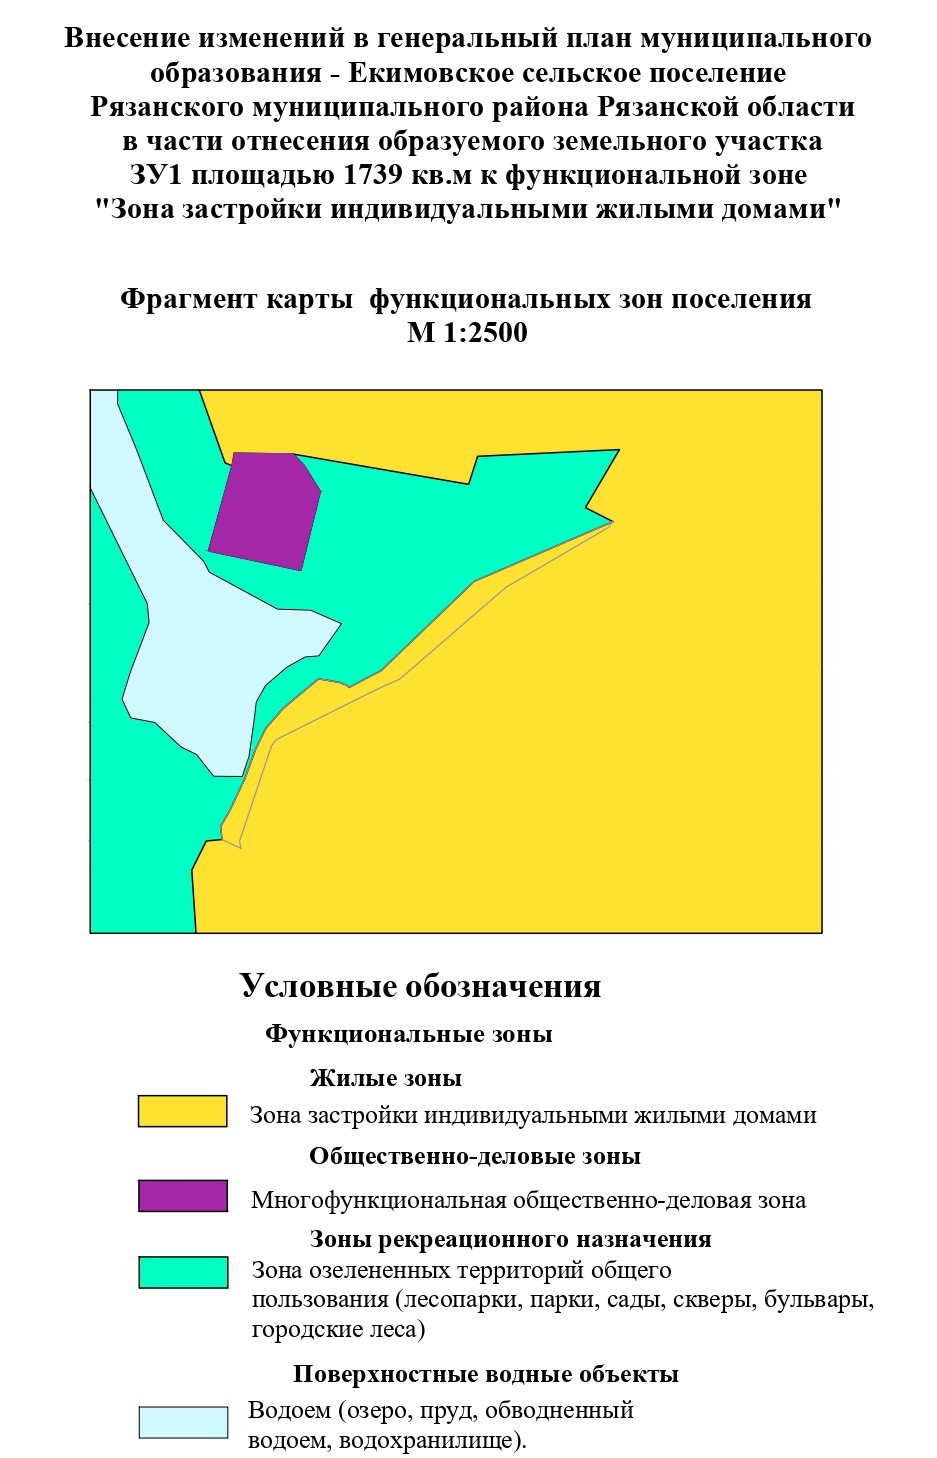 Внесение изменений в генеральный план муниципального
образования - Екимовское сельское поселение
Рязанского муниципального района Рязанской области
в части отнесения образуемого земельного участка
ЗУ1 площадью 1739 кв.м к функциональной зоне
"Зона застройки индивидуальными жилыми домами"
Фрагмент карты функциональных зон поселения
М 1:2500
Условные обозначения
Функциональные зоны
Жилые зоны
Зона застройки индивидуальными жилыми домами
Общественно-деловые зоны
Многофункциональная общественно-деловая зона
Зоны рекреационного назначения
Зона озелененных территорий общего
пользования (лесопарки, парки, сады, скверы, бульвары,
городские леса)
Поверхностные водные объекты
Водоем (озеро, пруд, обводненный
водоем, водохранилище).